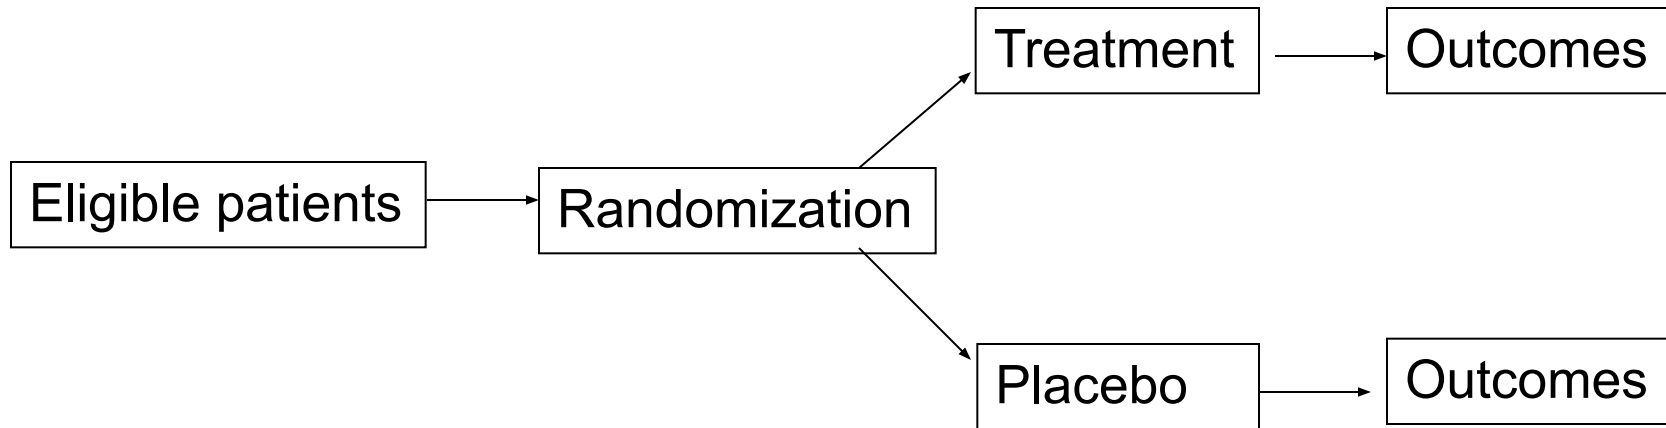 Treatment
Outcomes
Eligible patients
Randomization
Placebo
Outcomes